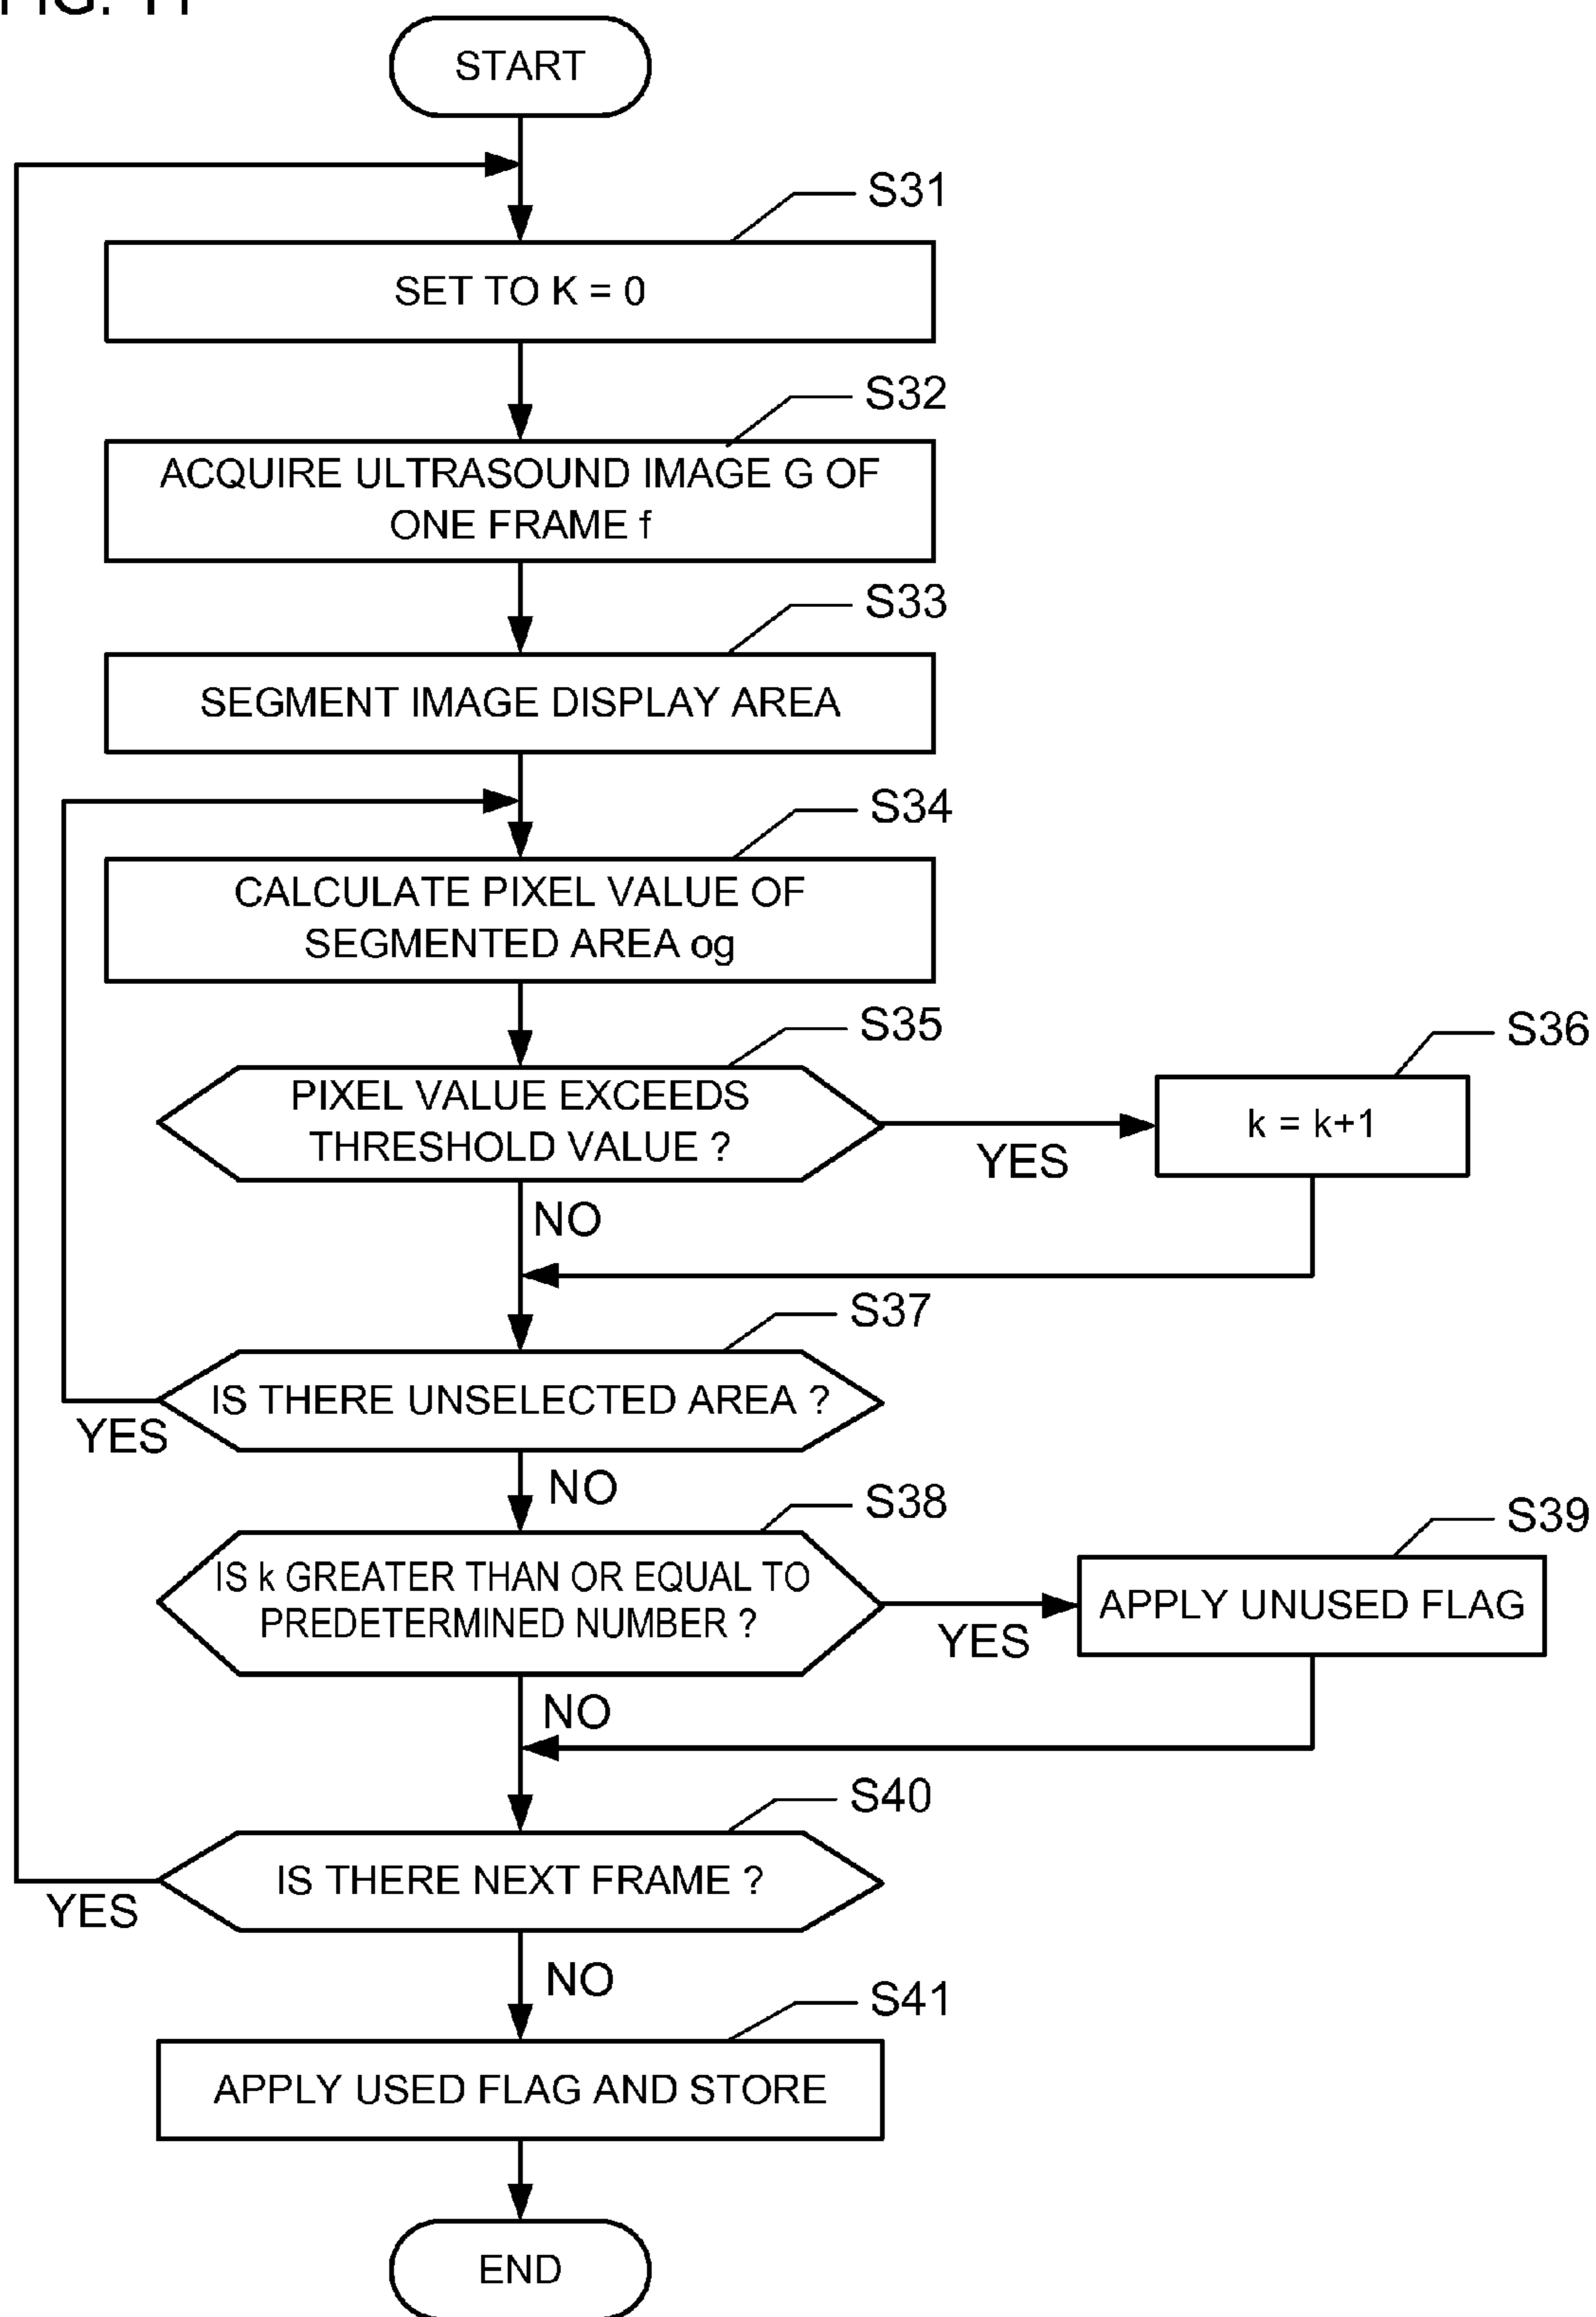 FIG. 11
START
S31
SET TO K = 0
S32
ACQUIRE ULTRASOUND IMAGE G OF
ONE FRAME f
S33
SEGMENT IMAGE DISPLAY AREA
S34
CALCULATE PIXEL VALUE OF
SEGMENTED AREA og
S35
PIXEL VALUE EXCEEDS
THRESHOLD VALUE ?
YES
S36
k = k+1
NO
S37
IS THERE UNSELECTED AREA ?
YES
NO
S38
IS k GREATER THAN OR EQUAL TO
PREDETERMINED NUMBER ?
YES
S39
APPLY UNUSED FLAG
NO
S40
IS THERE NEXT FRAME ?
YES
NO
S41
APPLY USED FLAG AND STORE
END